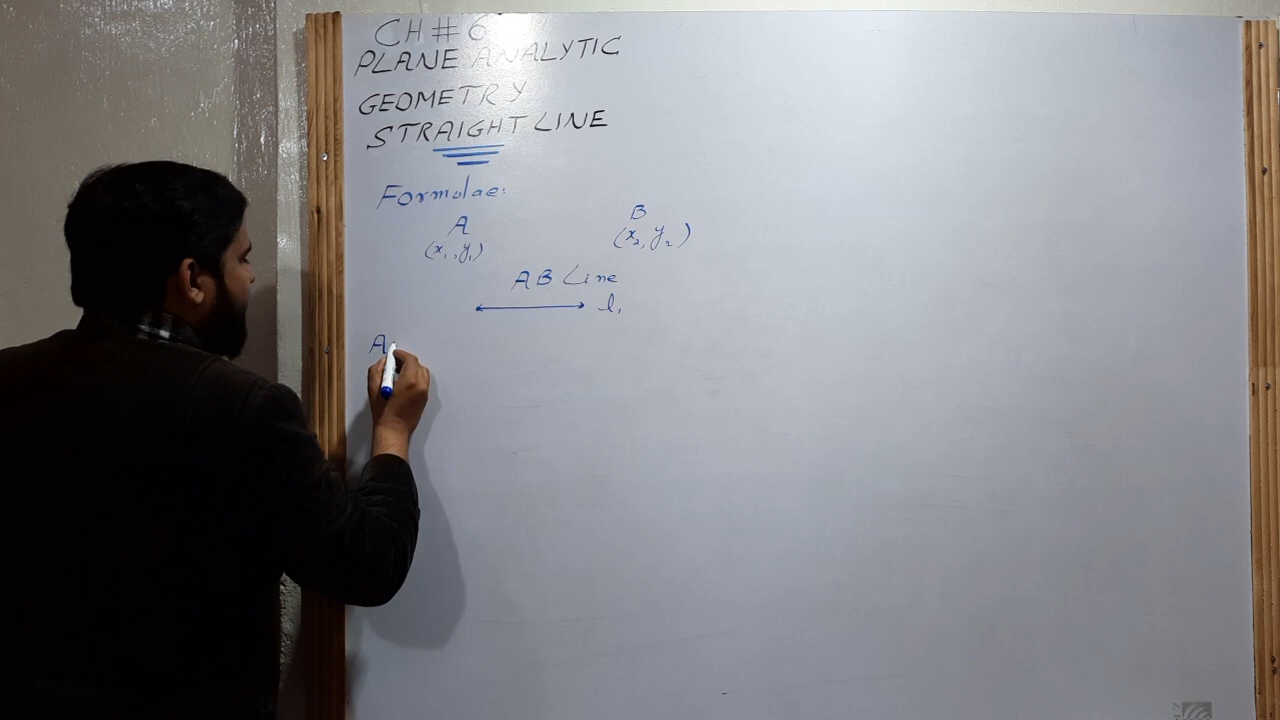 CH # 6
PLANE ANALYTIC
GEOMETRY
STRAIGHT LINE
Formulae:
A B
(x₁, y₁) (x₂, y₂)
AB Line
l₁
A